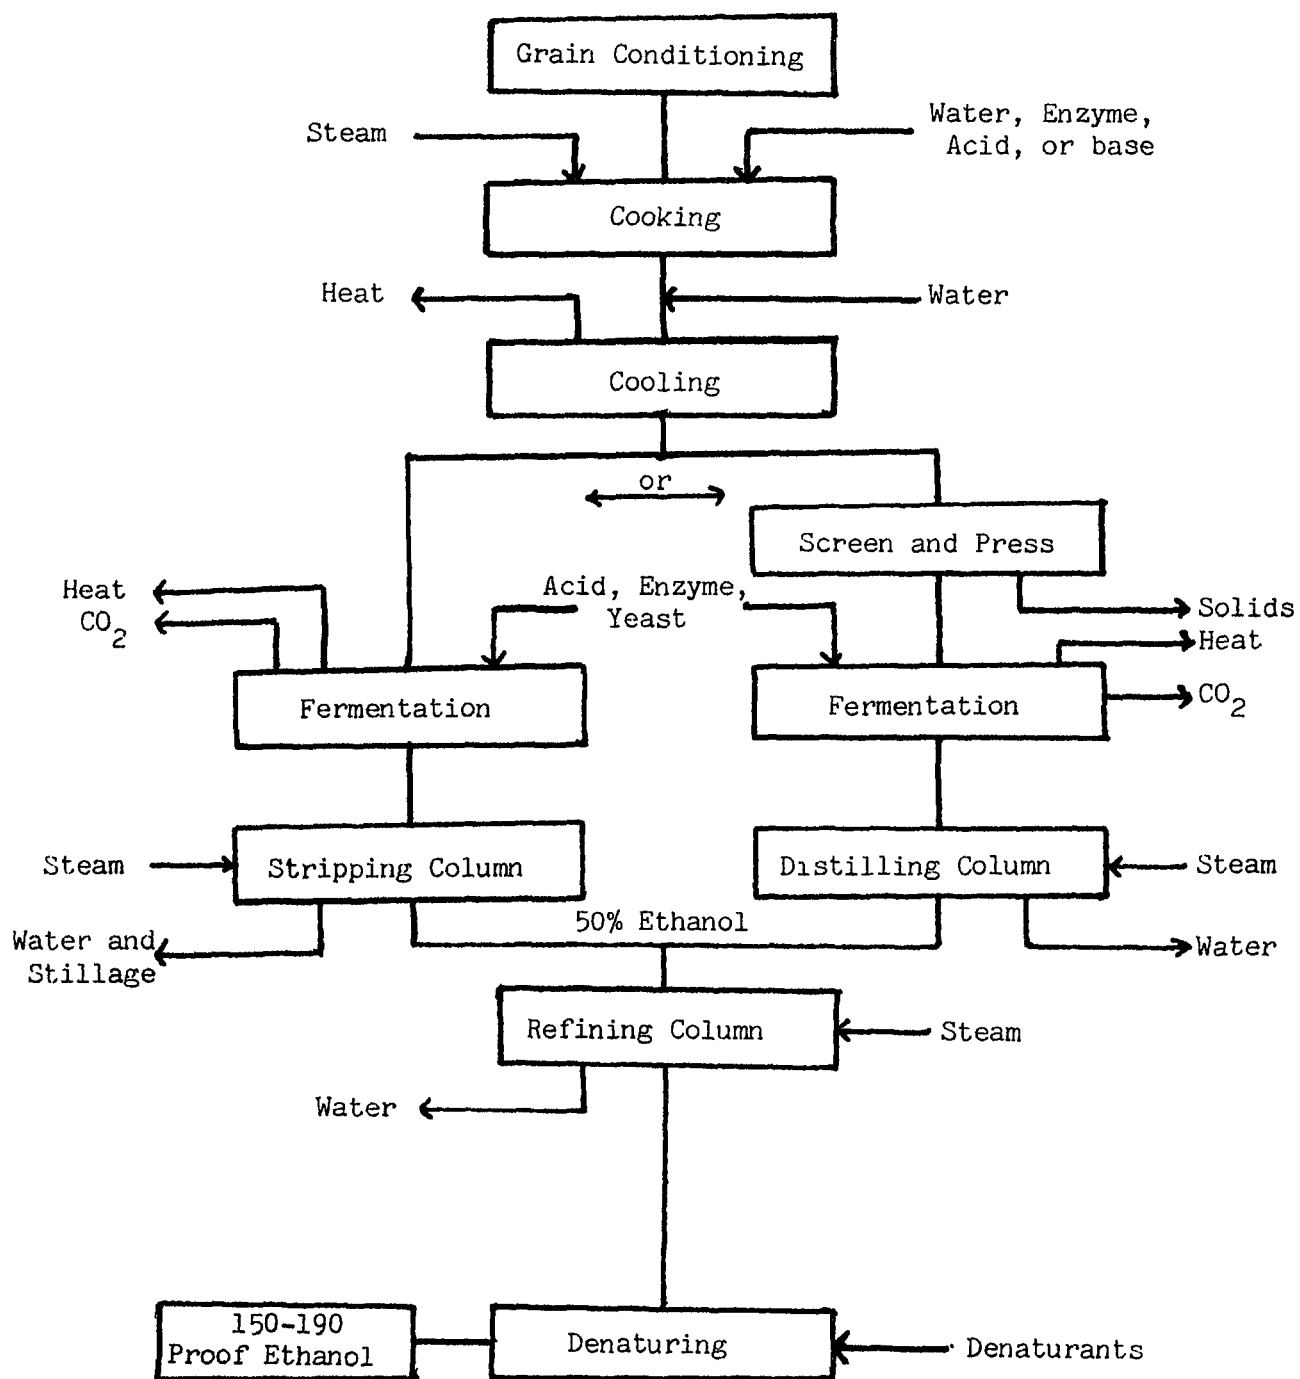 Grain Conditioning
Steam
Water, Enzyme,
Acid, or base
Cooking
Heat
Water
Cooling
or
Screen and Press
Heat
CO2
Acid, Enzyme,
Yeast
Solids
Heat
CO2
Fermentation
Fermentation
Steam
Stripping Column
Distilling Column
Steam
50% Ethanol
Water and
Stillage
Water
Refining Column
Steam
Water
150-190
Proof Ethanol
Denaturing
Denaturants